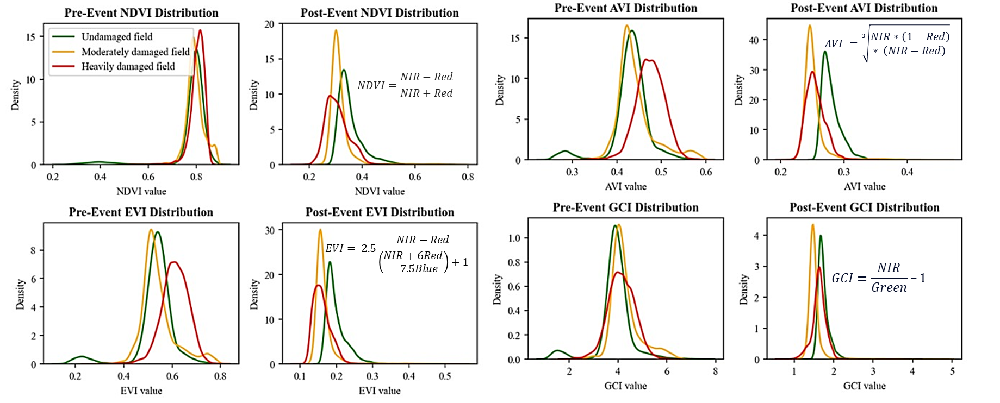 Pre-Event NDVI Distribution
Undamaged field
Moderately damaged field
Heavily damaged field
Density
15
10
5
0
0.2 0.4 0.6 0.8
NDVI value
Post-Event NDVI Distribution
NDVI = (NIR − Red) / (NIR + Red)
Density
20
15
10
5
0
0.2 0.4 0.6 0.8
NDVI value
Pre-Event AVI Distribution
Density
15
10
5
0
0.3 0.4 0.5 0.6
AVI value
Post-Event AVI Distribution
AVI = ∛NIR * (1 − Red)
* (NIR − Red)
Density
40
30
20
10
0
0.2 0.3 0.4
AVI value
Pre-Event EVI Distribution
Density
8
6
4
2
0
0.2 0.4 0.6 0.8
EVI value
Post-Event EVI Distribution
NIR − Red
EVI = 2.5
(NIR + 6Red
− 7.5Blue) + 1
Density
30
20
10
0
0.1 0.2 0.3 0.4 0.5
EVI value
Pre-Event GCI Distribution
Density
1.0
0.8
0.6
0.4
0.2
0.0
2 4 6 8
GCI value
Post-Event GCI Distribution
GCI = NIR / Green − 1
Density
4
3
2
1
0
1 2 3 4 5
GCI value